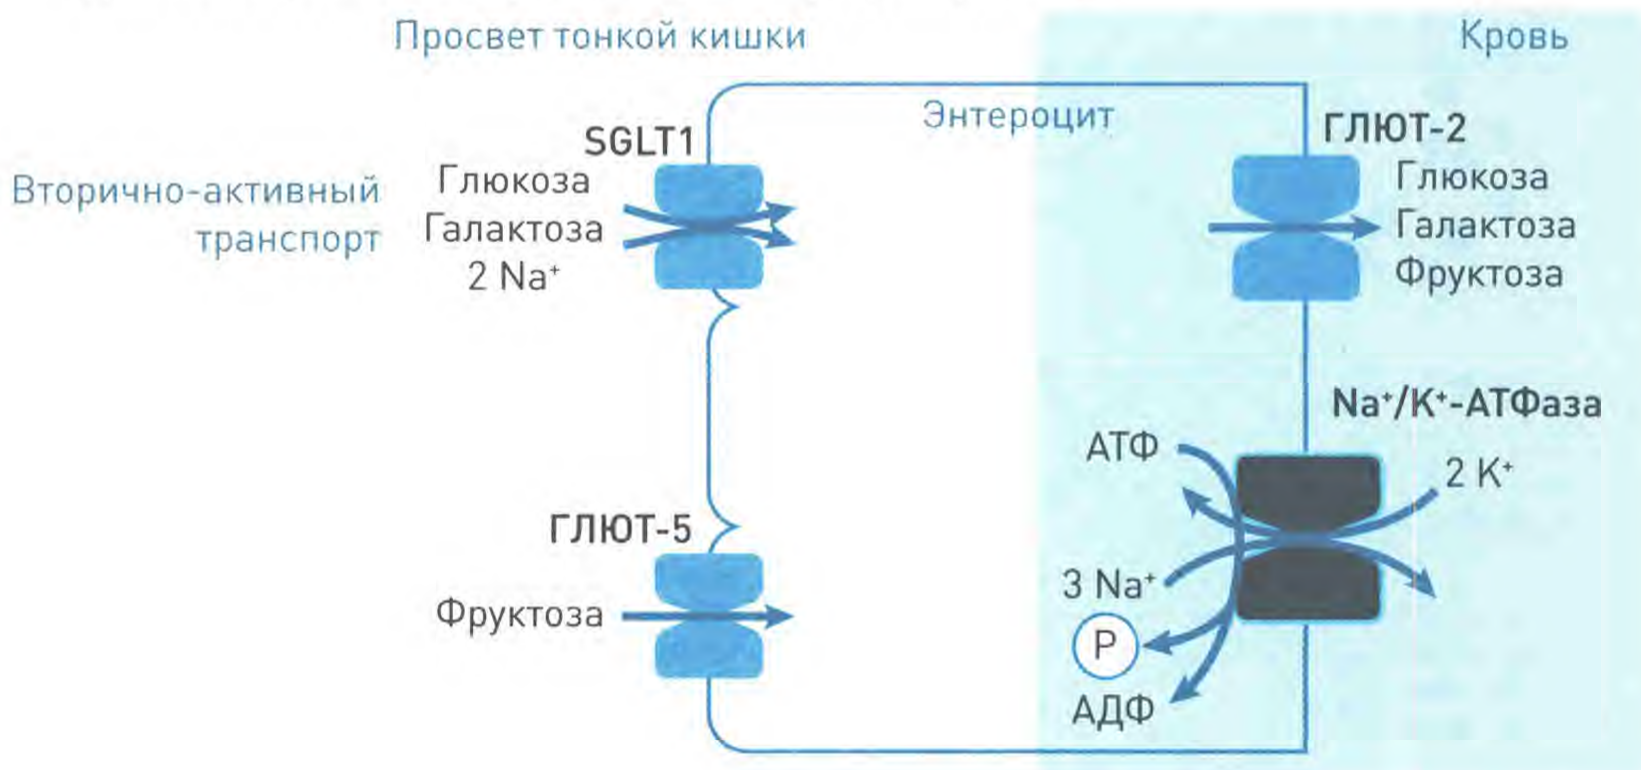 Просвет тонкой кишки
Кровь
Энтероцит
SGLT1
ГЛЮТ-2
Вторично-активный
транспорт
Глюкоза
Галактоза
2 Na⁺
Глюкоза
Галактоза
Фруктоза
Na⁺/K⁺-АТФаза
АТФ
2 K⁺
ГЛЮТ-5
Фруктоза
3 Na⁺
P
АДФ